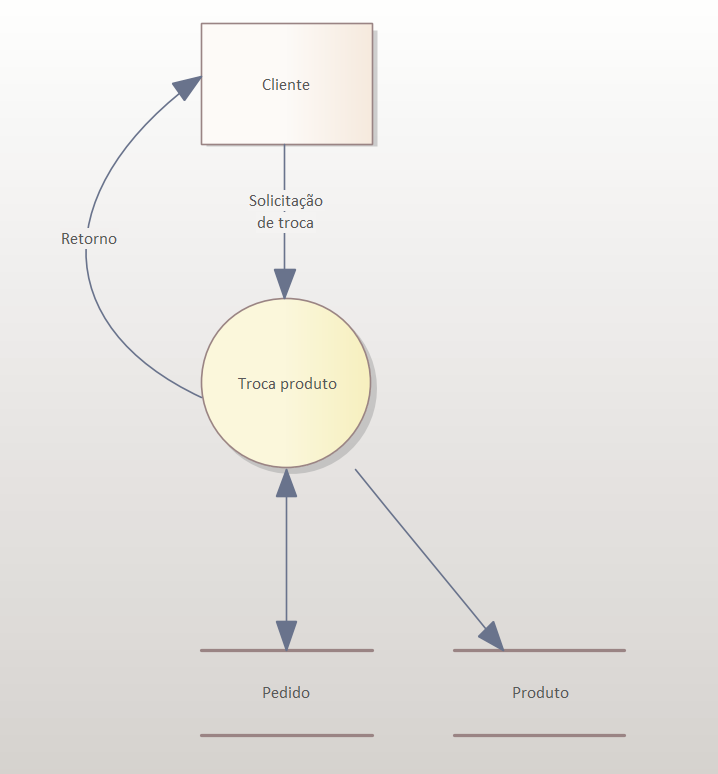 Cliente
Solicitação
de troca
Retorno
Troca produto
Pedido
Produto